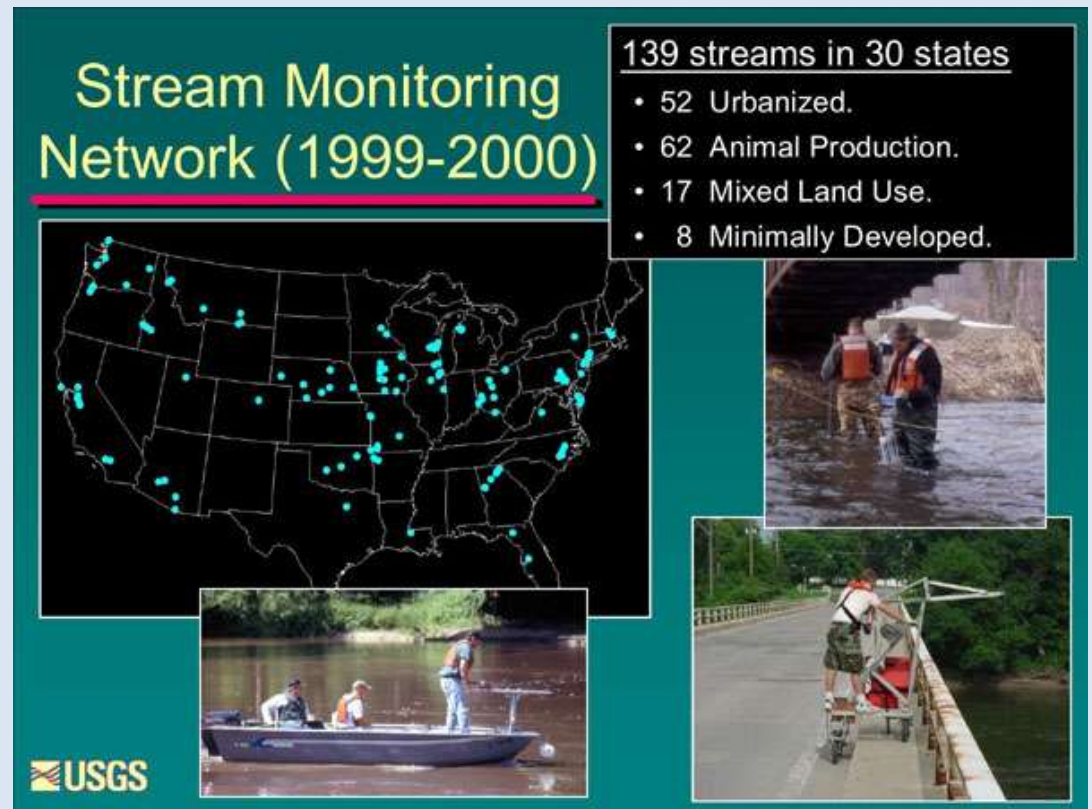 Stream Monitoring
Network (1999-2000)
139 streams in 30 states
• 52 Urbanized.
• 62 Animal Production.
• 17 Mixed Land Use.
• 8 Minimally Developed.
USGS